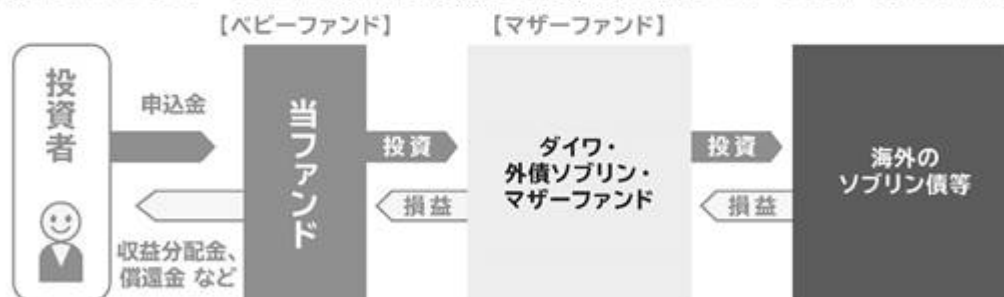 【ベビーファンド】
【マザーファンド】
投資者
申込金
収益分配金、
償還金 など
当ファンド
投資
損益
ダイワ・
外債ソブリン・
マザーファンド
投資
損益
海外の
ソブリン債等